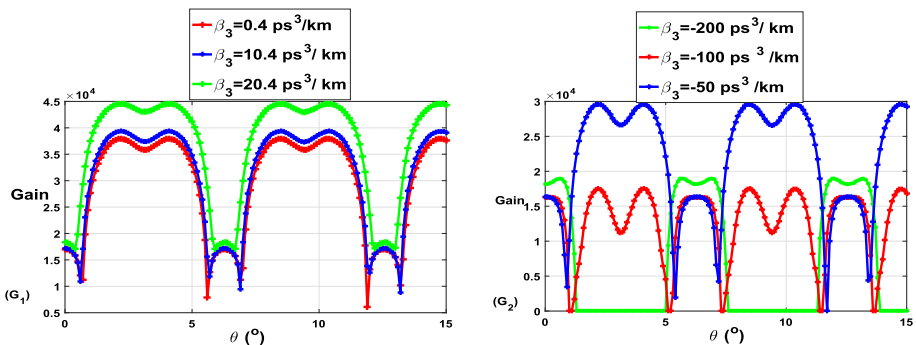 β3=0.4 ps3/km
β3=10.4 ps3/ km
β3=20.4 ps3/ km
×10^4
4.5
4
3.5
3
2.5
2
1.5
1
0.5
Gain
(G1)
0 5 10 15
θ (o)
β3=-200 ps3/ km
β3=-100 ps 3 / km
β3=-50 ps 3 /km
×10^4
3
2.5
2
1.5
1
0.5
0
Gain
(G2)
0 5 10 15
θ (o)